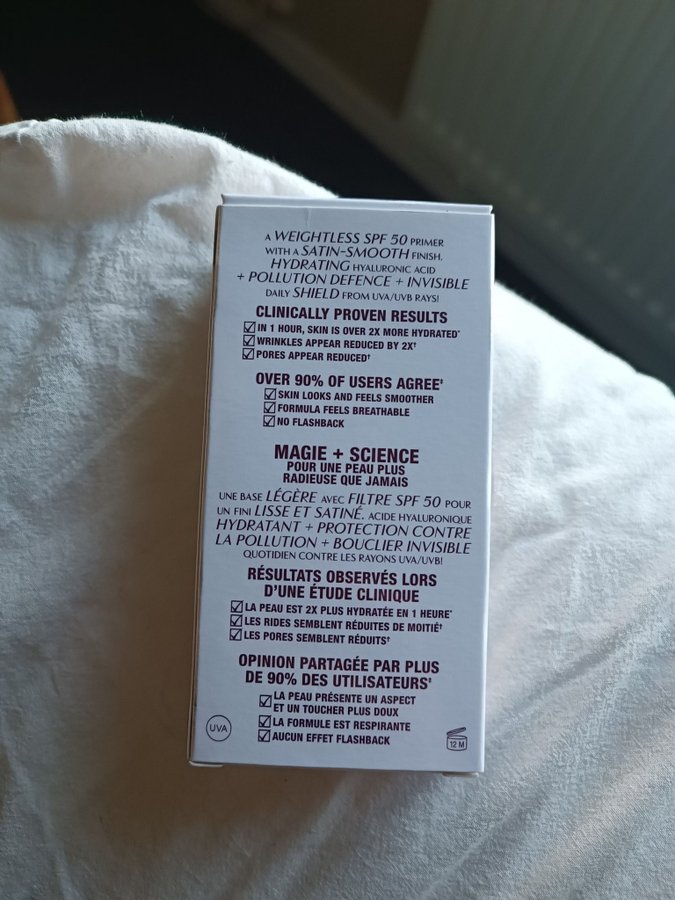 A WEIGHTLESS SPF 50 PRIMER
WITH A SATIN-SMOOTH FINISH.
HYDRATING HYALURONIC ACID
+ POLLUTION DEFENCE + INVISIBLE
DAILY SHIELD FROM UVA/UVB RAYS!
CLINICALLY PROVEN RESULTS
☑ IN 1 HOUR, SKIN IS OVER 2X MORE HYDRATED*
☑ WRINKLES APPEAR REDUCED BY 2X†
☑ PORES APPEAR REDUCED†
OVER 90% OF USERS AGREE‡
☑ SKIN LOOKS AND FEELS SMOOTHER
☑ FORMULA FEELS BREATHABLE
☑ NO FLASHBACK
MAGIE + SCIENCE
POUR UNE PEAU PLUS
RADIEUSE QUE JAMAIS
UNE BASE LÉGÈRE AVEC FILTRE SPF 50 POUR
UN FINI LISSE ET SATINÉ. ACIDE HYALURONIQUE
HYDRATANT + PROTECTION CONTRE
LA POLLUTION + BOUCLIER INVISIBLE
QUOTIDIEN CONTRE LES RAYONS UVA/UVB!
RÉSULTATS OBSERVÉS LORS
D'UNE ÉTUDE CLINIQUE
☑ LA PEAU EST 2X PLUS HYDRATÉE EN 1 HEURE*
☑ LES RIDES SEMBLENT RÉDUITES DE MOITIÉ†
☑ LES PORES SEMBLENT RÉDUITS†
OPINION PARTAGÉE PAR PLUS
DE 90% DES UTILISATEURS‡
☑ LA PEAU PRÉSENTE UN ASPECT
ET UN TOUCHER PLUS DOUX
☑ LA FORMULE EST RESPIRANTE
☑ AUCUN EFFET FLASHBACK
UVA
12 M